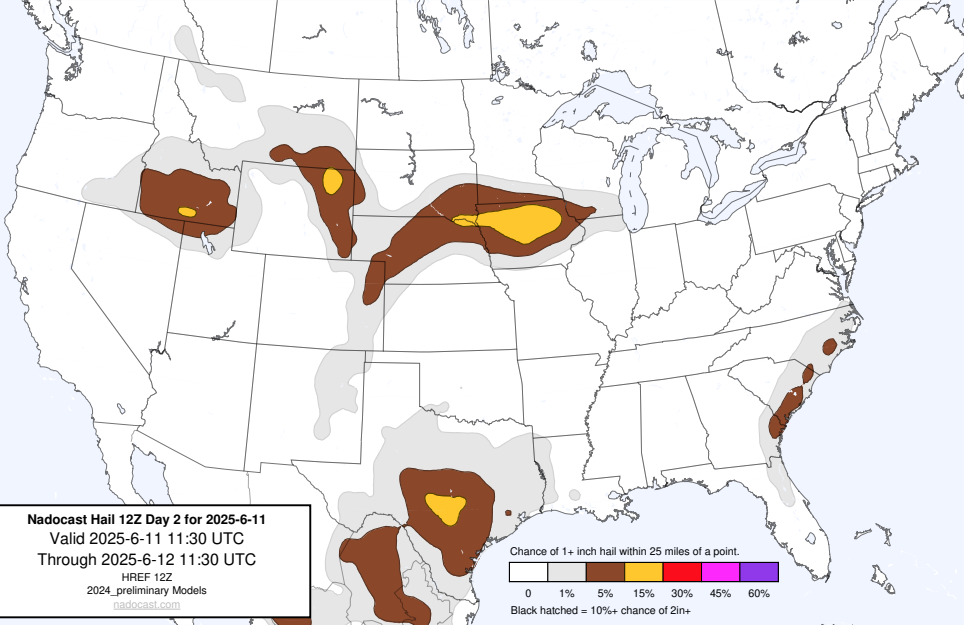 Nadocast Hail 12Z Day 2 for 2025-6-11
Valid 2025-6-11 11:30 UTC
Through 2025-6-12 11:30 UTC
HREF 12Z
2024_preliminary Models
nadocast.com
Chance of 1+ inch hail within 25 miles of a point.
0 1% 5% 15% 30% 45% 60%
Black hatched = 10%+ chance of 2in+